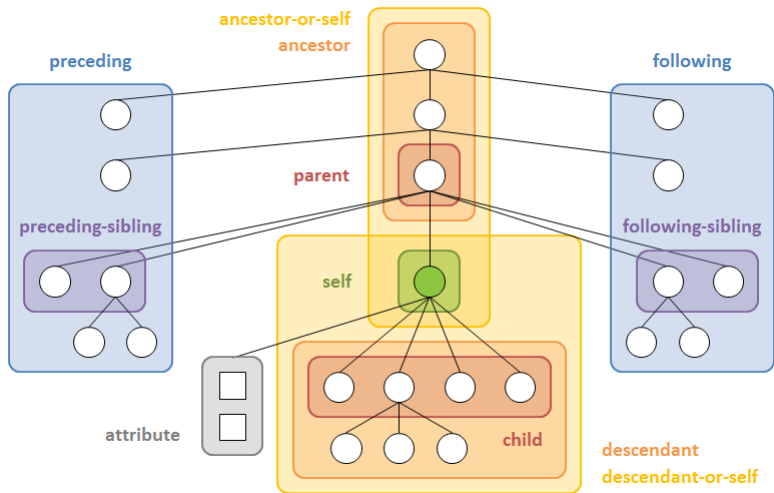 ancestor-or-self
ancestor
preceding
following
parent
preceding-sibling
following-sibling
self
attribute
child
descendant
descendant-or-self